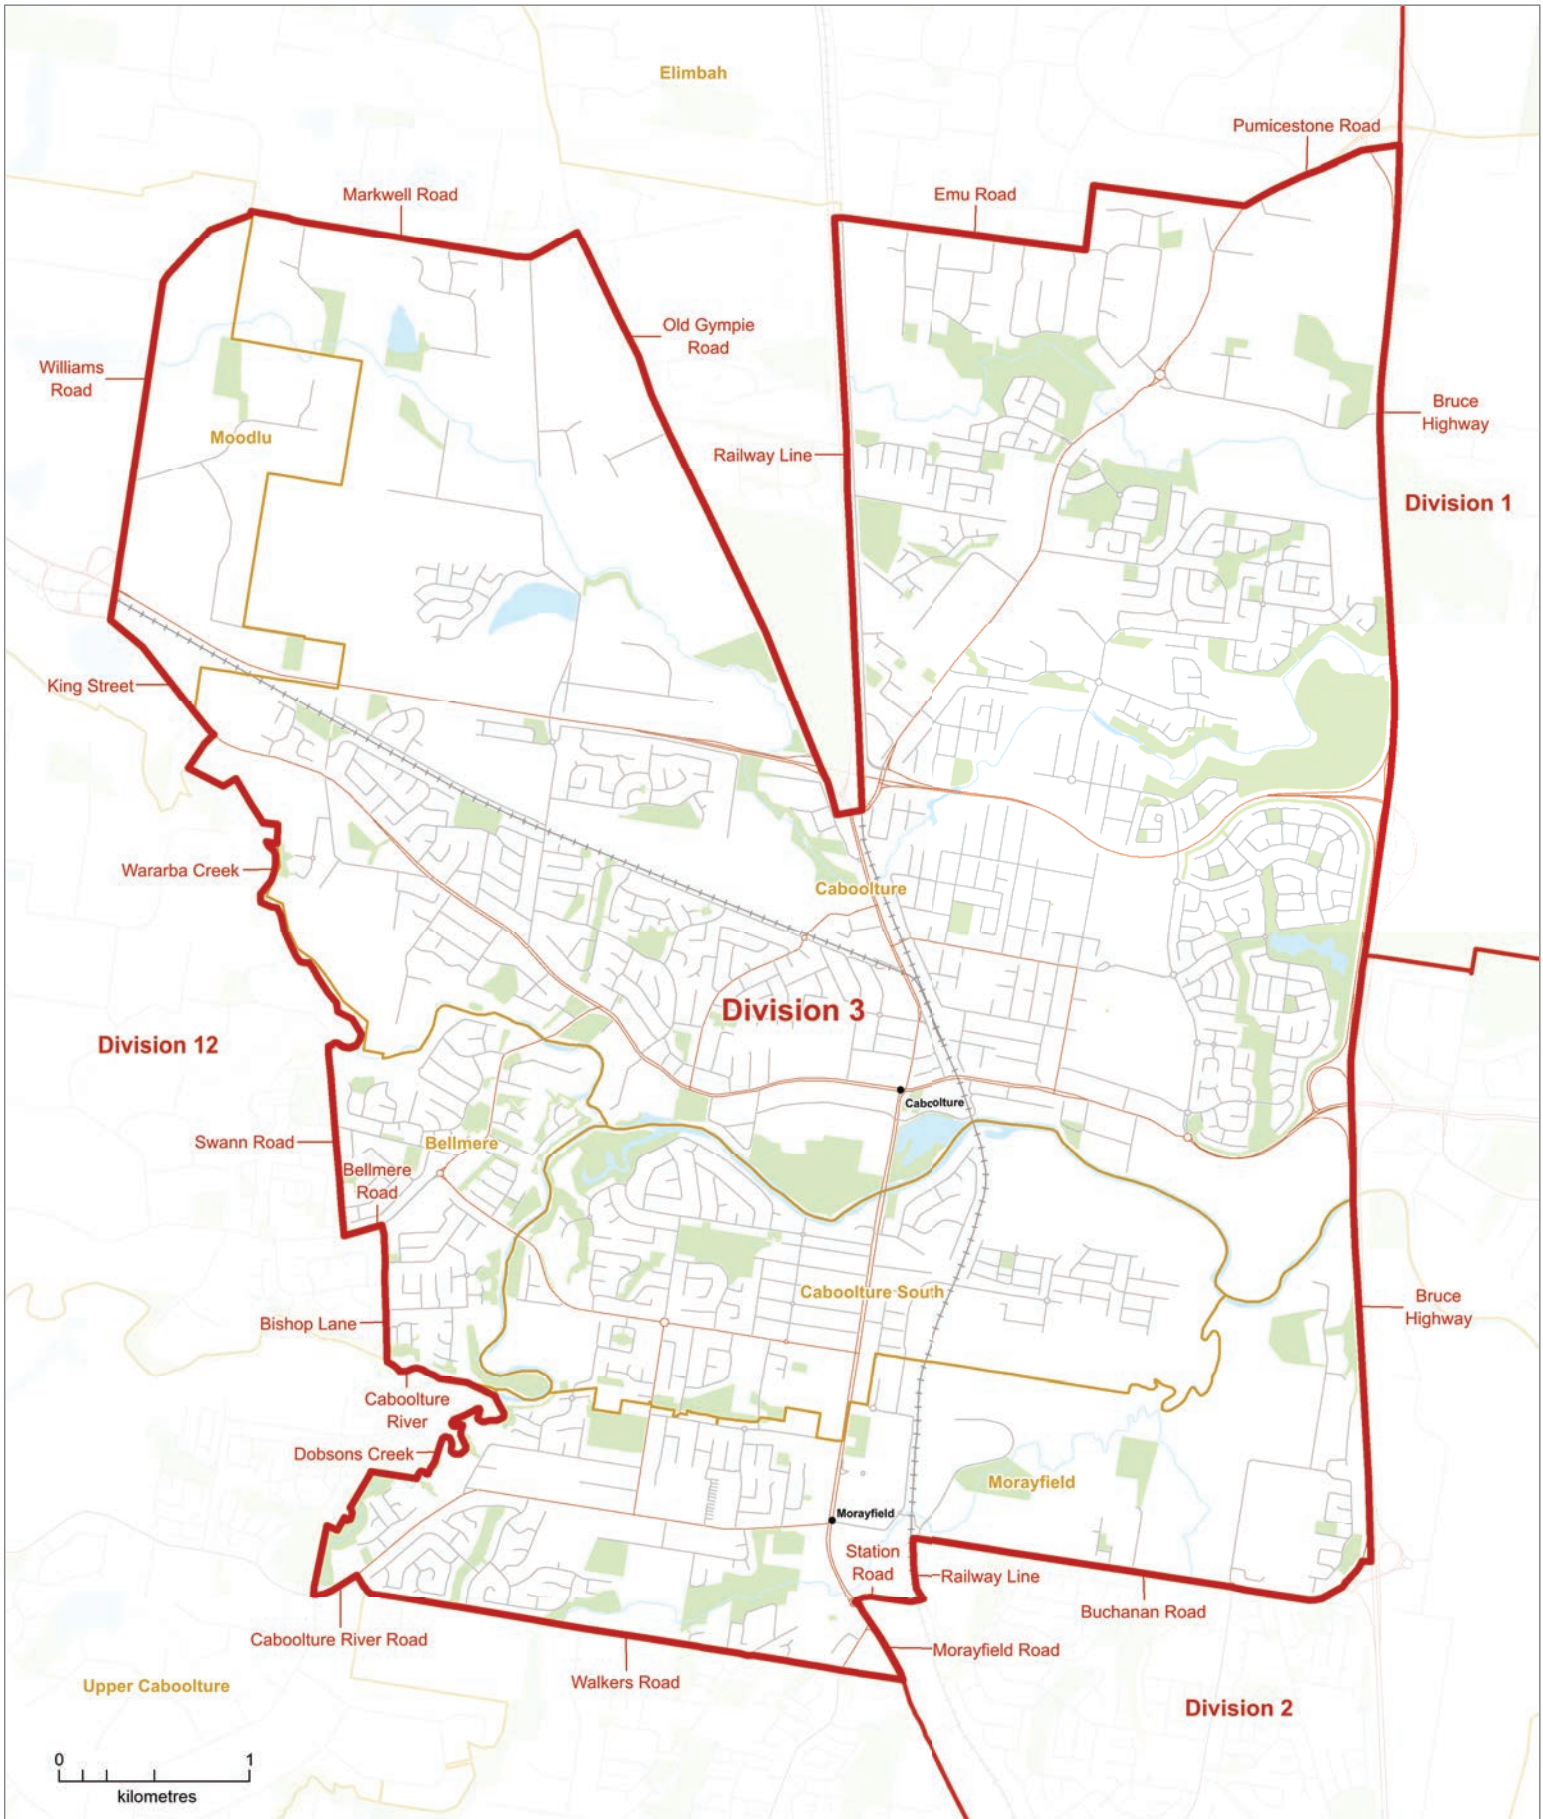 Elimbah
Pumicestone Road
Markwell Road
Emu Road
Old Gympie
Road
Williams
Road
Bruce
Highway
Moodlu
Railway Line
Division 1
King Street
Wararba Creek
Caboolture
Division 3
Division 12
Caboolture
Swann Road
Bellmere
Bellmere
Road
Caboolture South
Bishop Lane
Bruce
Highway
Caboolture
River
Dobsons Creek
Morayfield
Morayfield
Station
Road
Railway Line
Buchanan Road
Caboolture River Road
Morayfield Road
Walkers Road
Upper Caboolture
Division 2
0 1
kilometres